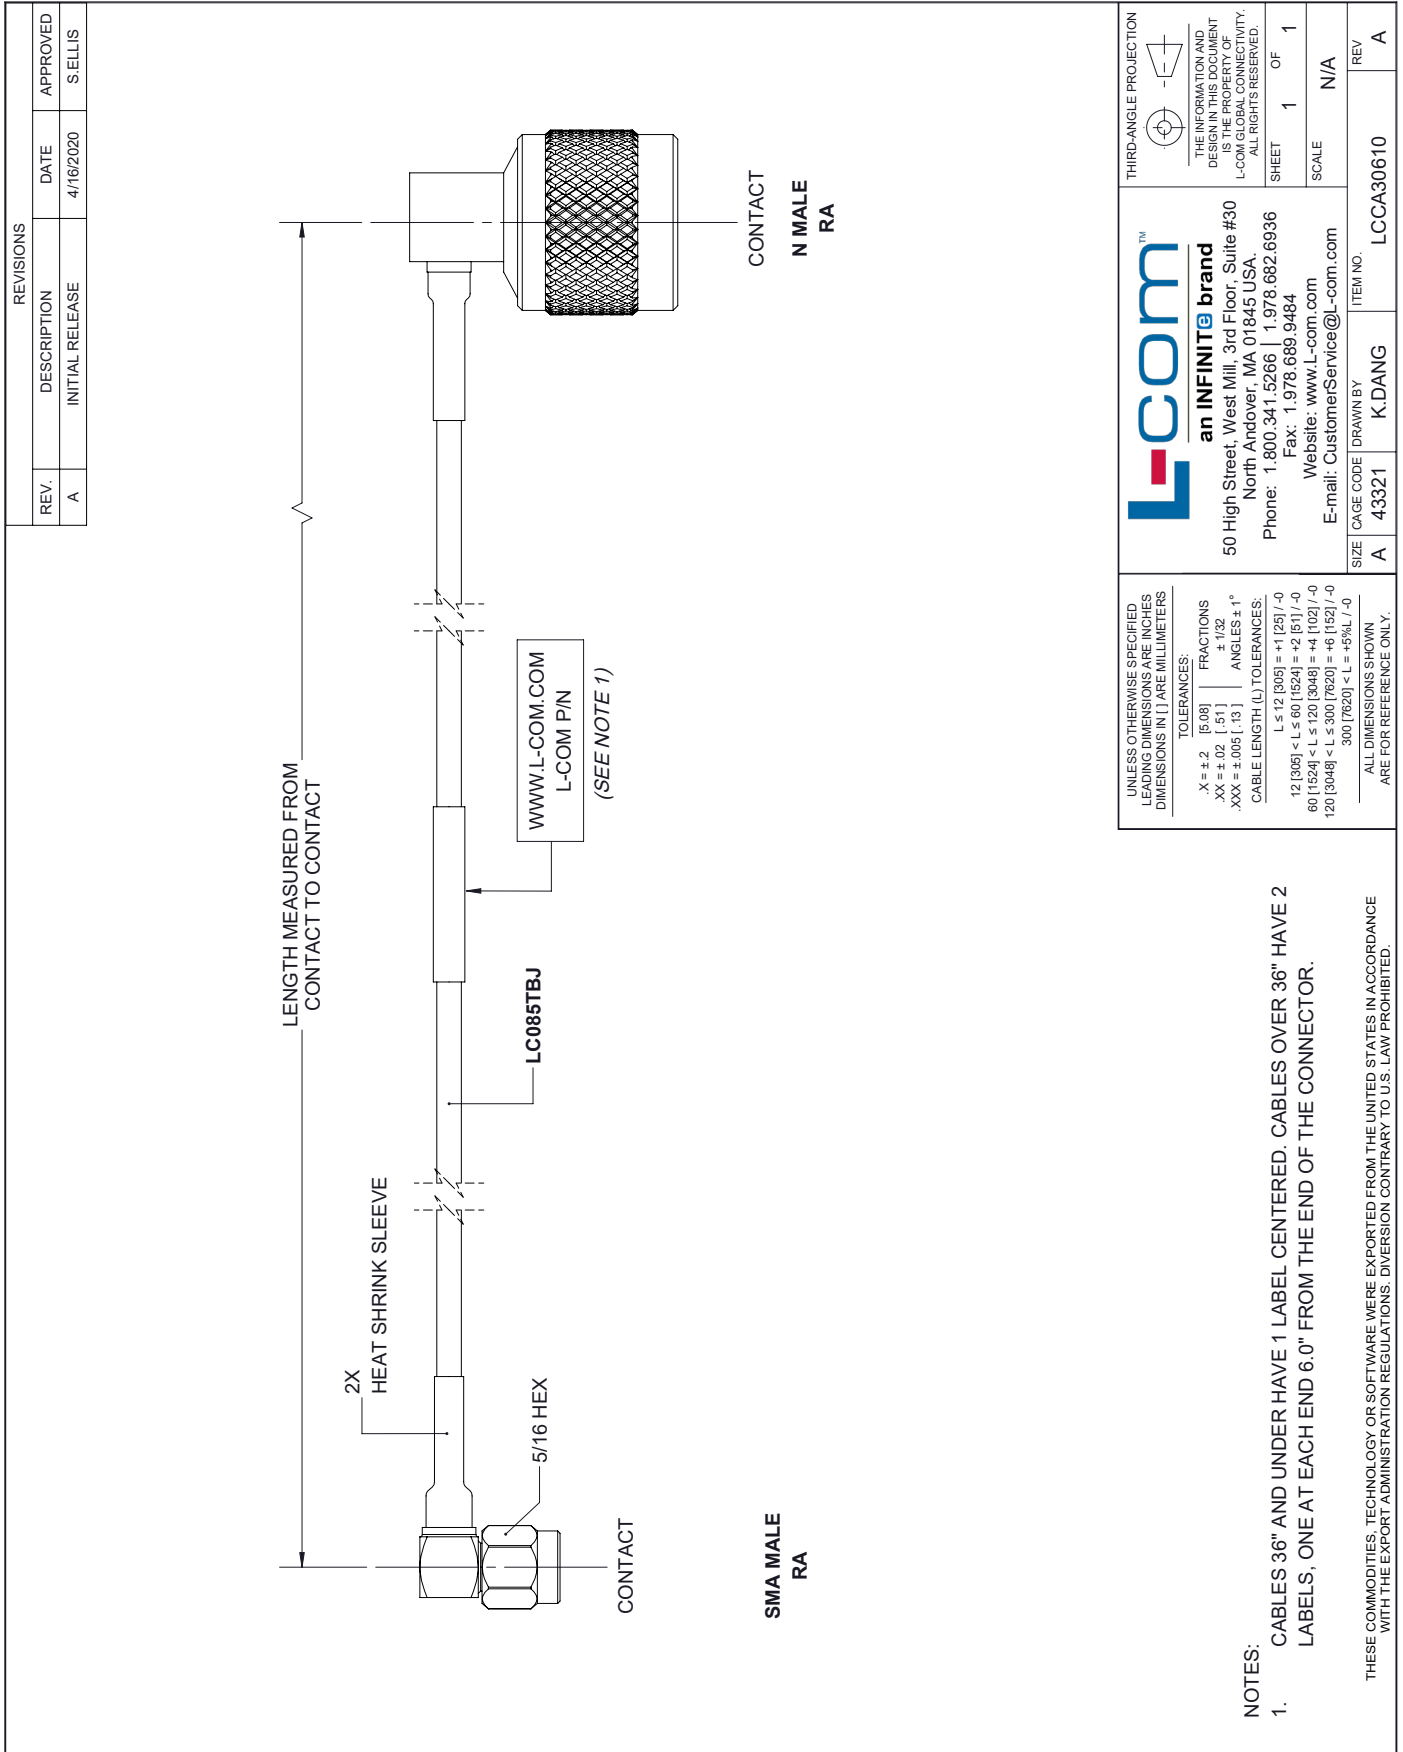 REVISIONS
REV. DESCRIPTION DATE APPROVED
A INITIAL RELEASE 4/16/2020 S.ELLIS
LENGTH MEASURED FROM
CONTACT TO CONTACT
2X
HEAT SHRINK SLEEVE
5/16 HEX
CONTACT
SMA MALE
RA
LC085TBJ
WWW.L-COM.COM
L-COM P/N
(SEE NOTE 1)
CONTACT
N MALE
RA
NOTES:
1. CABLES 36" AND UNDER HAVE 1 LABEL CENTERED. CABLES OVER 36" HAVE 2
LABELS, ONE AT EACH END 6.0" FROM THE END OF THE CONNECTOR.
THESE COMMODITIES, TECHNOLOGY OR SOFTWARE WERE EXPORTED FROM THE UNITED STATES IN ACCORDANCE
WITH THE EXPORT ADMINISTRATION REGULATIONS. DIVERSION CONTRARY TO U.S. LAW PROHIBITED.
UNLESS OTHERWISE SPECIFIED
LEADING DIMENSIONS ARE INCHES
DIMENSIONS IN [ ] ARE MILLIMETERS
TOLERANCES:
.X = ±.2 [5.08] FRACTIONS
.XX = ±.02 [.51] ± 1/32
.XXX = ±.005 [.13] ANGLES ± 1°
CABLE LENGTH (L) TOLERANCES:
L ≤ 12 [305] = +1 [25] / -0
12 [305] < L ≤ 60 [1524] = +2 [51] / -0
60 [1524] < L ≤ 120 [3048] = +4 [102] / -0
120 [3048] < L ≤ 300 [7620] = +6 [152] / -0
300 [7620] < L = +5%L / -0
ALL DIMENSIONS SHOWN
ARE FOR REFERENCE ONLY.
L-com™
an INFINITe brand
50 High Street, West Mill, 3rd Floor, Suite #30
North Andover, MA 01845 USA.
Phone: 1.800.341.5266 | 1.978.682.6936
Fax: 1.978.689.9484
Website: www.L-com.com
E-mail: CustomerService@L-com.com
THIRD-ANGLE PROJECTION
THE INFORMATION AND
DESIGN IN THIS DOCUMENT
IS THE PROPERTY OF
L-COM GLOBAL CONNECTIVITY.
ALL RIGHTS RESERVED.
SHEET 1 OF 1
SCALE N/A
SIZE A
CAGE CODE 43321
DRAWN BY K.DANG
ITEM NO. LCCA30610
REV A